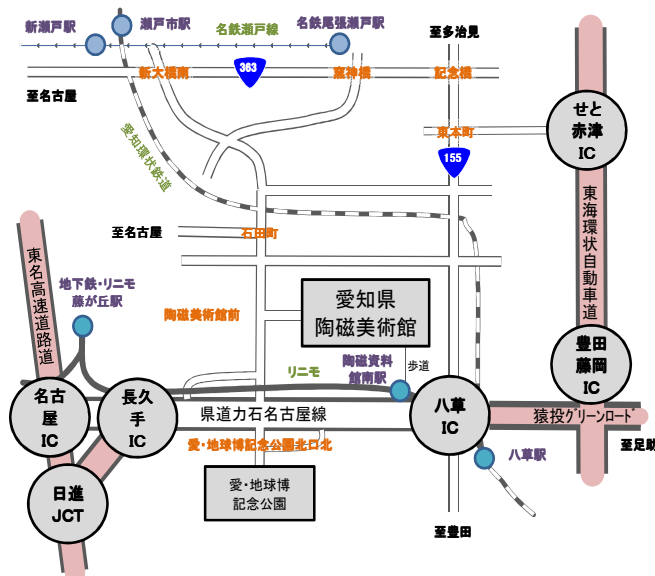 新瀬戸駅
瀬戸市駅
名鉄瀬戸線
名鉄尾張瀬戸駅
至多治見
新大橋南
363
窯神橋
記念橋
至名古屋
せと
赤津
IC
東本町
155
愛知環状鉄道
東海環状自動車道
至名古屋
石田町
東名高速道路道
地下鉄・リニモ
藤が丘駅
陶磁美術館前
愛知県
陶磁美術館
豊田
藤岡
IC
リニモ
陶磁資料
館南駅
歩道
名古
屋
IC
長久
手
IC
県道力石名古屋線
八草
IC
猿投グリーンロード
至足助
愛・地球博記念公園北口北
八草駅
日進
JCT
愛・地球博
記念公園
至豊田